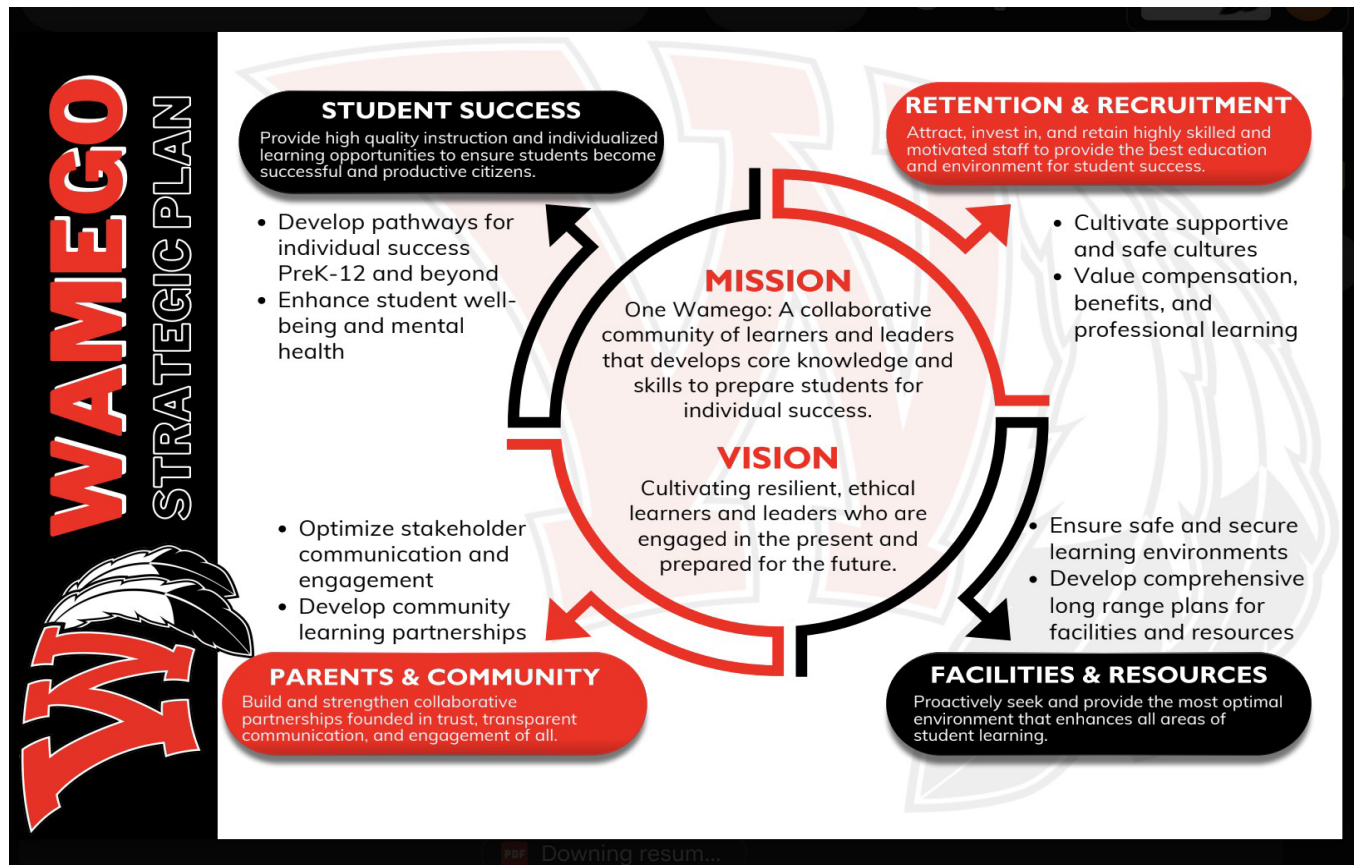 WAMEGO
STRATEGIC PLAN
W
STUDENT SUCCESS
Provide high quality instruction and individualized
learning opportunities to ensure students become
successful and productive citizens.
• Develop pathways for
individual success
PreK-12 and beyond
• Enhance student well-
being and mental
health
RETENTION & RECRUITMENT
Attract, invest in, and retain highly skilled and
motivated staff to provide the best education
and environment for student success.
• Cultivate supportive
and safe cultures
• Value compensation,
benefits, and
professional learning
MISSION
One Wamego: A collaborative
community of learners and leaders
that develops core knowledge and
skills to prepare students for
individual success.
VISION
Cultivating resilient, ethical
learners and leaders who are
engaged in the present and
prepared for the future.
• Optimize stakeholder
communication and
engagement
• Develop community
learning partnerships
PARENTS & COMMUNITY
Build and strengthen collaborative
partnerships founded in trust, transparent
communication, and engagement of all.
• Ensure safe and secure
learning environments
• Develop comprehensive
long range plans for
facilities and resources
FACILITIES & RESOURCES
Proactively seek and provide the most optimal
environment that enhances all areas of
student learning.
PDF Downing resum...